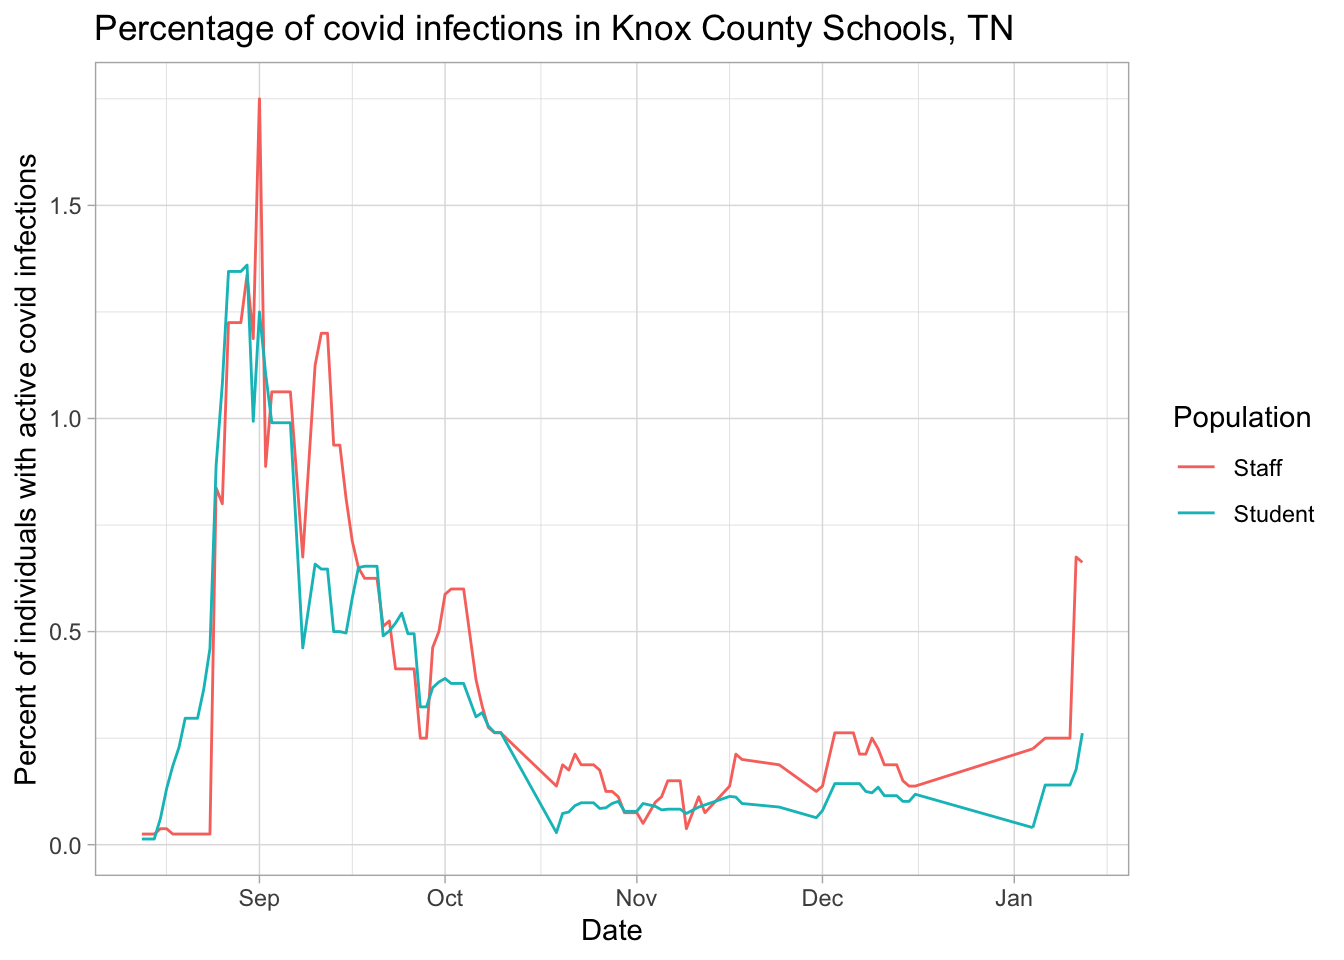 Percentage of covid infections in Knox County Schools, TN
Percent of individuals with active covid infections
1.5
1.0
0.5
0.0
Sep
Oct
Nov
Dec
Jan
Date
Population
Staff
Student